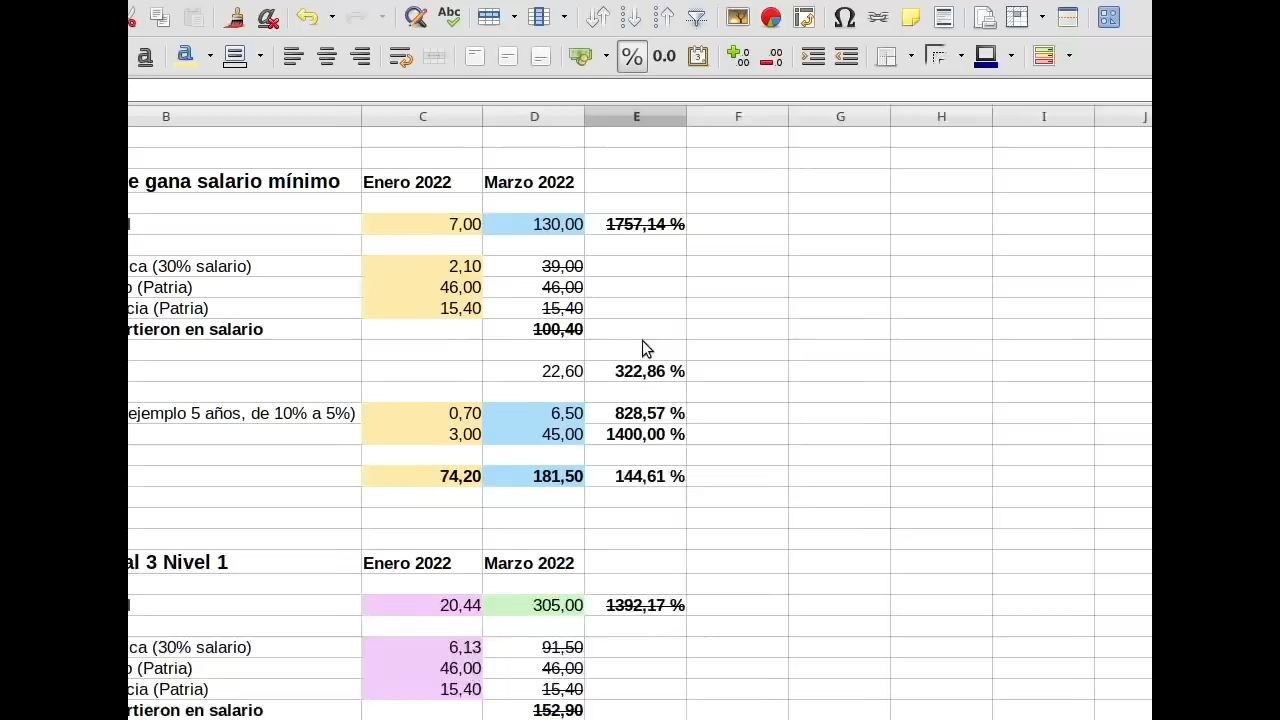 Abc
% 0.0
B C D E F G H I J
e gana salario mínimo Enero 2022 Marzo 2022
7,00 130,00 1757,14 %
ca (30% salario) 2,10 39,00
o (Patria) 46,00 46,00
cia (Patria) 15,40 15,40
rtieron en salario 100,40
22,60 322,86 %
ejemplo 5 años, de 10% a 5%) 0,70 6,50 828,57 %
3,00 45,00 1400,00 %
74,20 181,50 144,61 %
al 3 Nivel 1 Enero 2022 Marzo 2022
20,44 305,00 1392,17 %
ca (30% salario) 6,13 91,50
o (Patria) 46,00 46,00
cia (Patria) 15,40 15,40
rtieron en salario 152,90